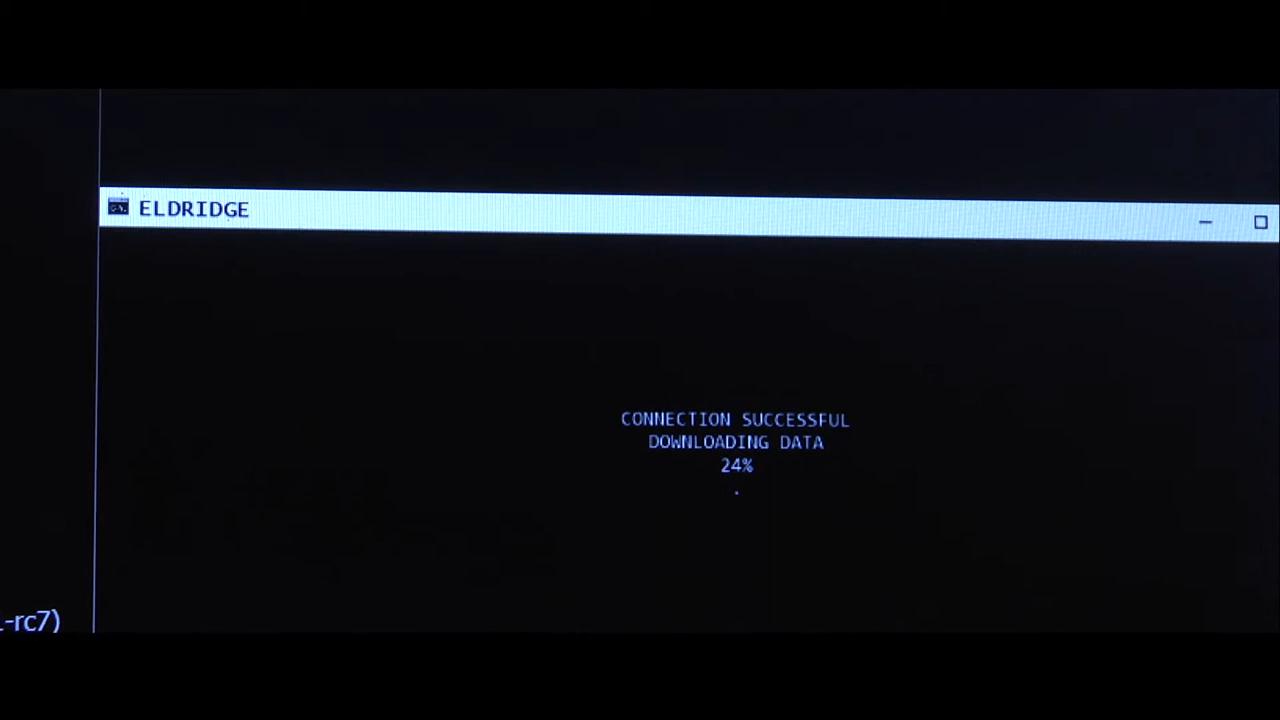 ELDRIDGE
CONNECTION SUCCESSFUL
DOWNLOADING DATA
24%
.
-rc7)